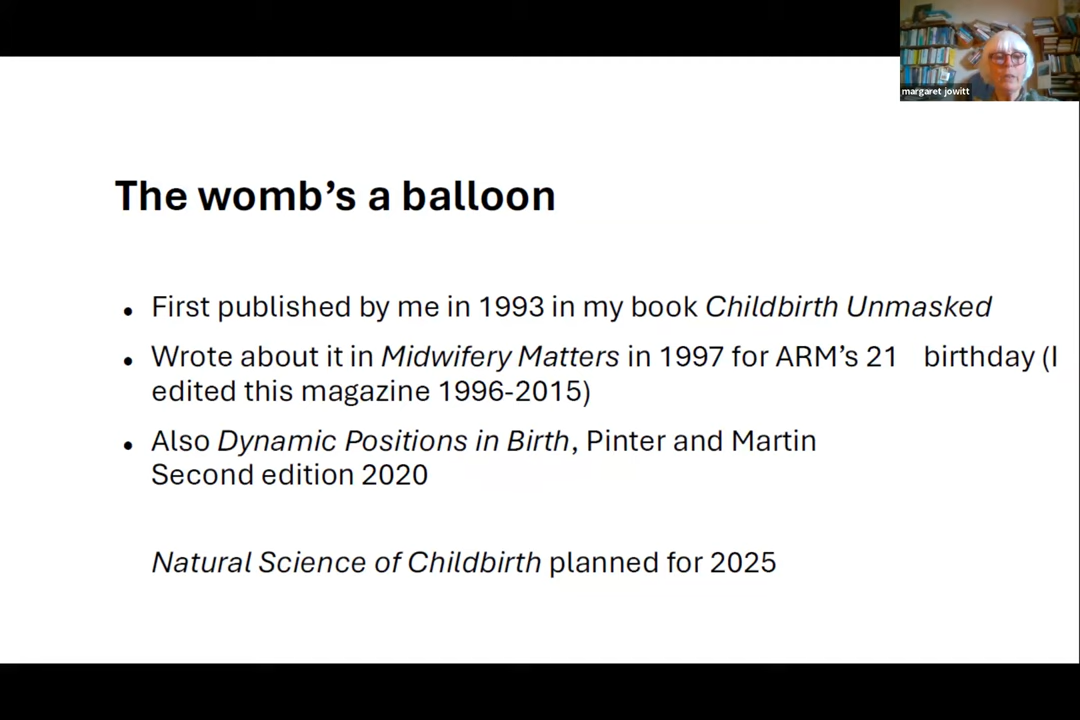 margaret jowitt
The womb’s a balloon
• First published by me in 1993 in my book Childbirth Unmasked
• Wrote about it in Midwifery Matters in 1997 for ARM’s 21 birthday (I
edited this magazine 1996-2015)
• Also Dynamic Positions in Birth, Pinter and Martin
Second edition 2020
Natural Science of Childbirth planned for 2025